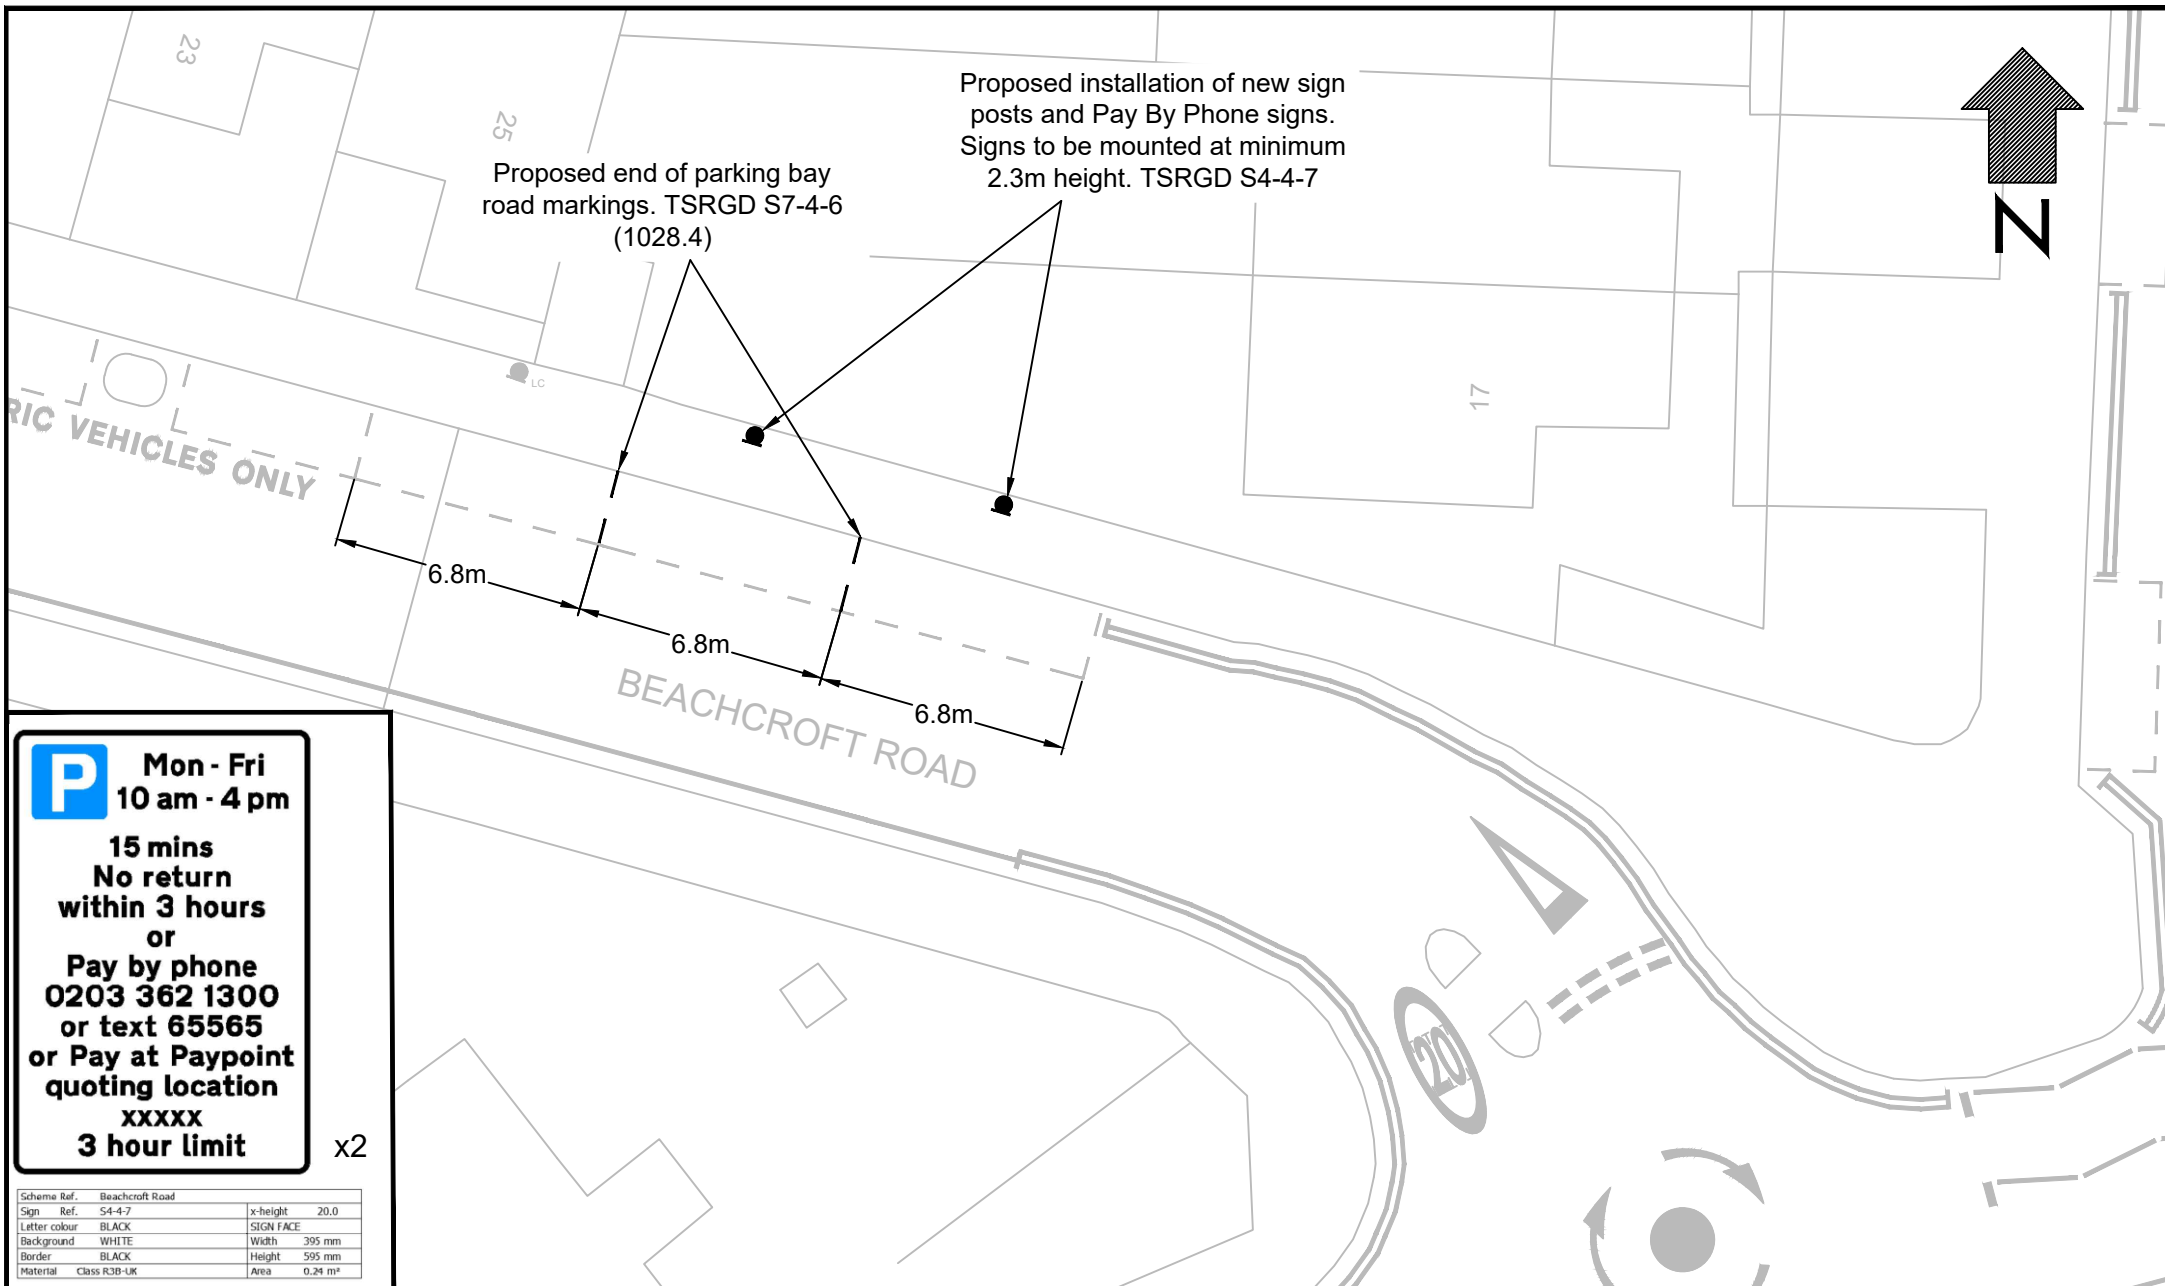 23
25
Proposed end of parking bay
road markings. TSRGD S7-4-6
(1028.4)
Proposed installation of new sign
posts and Pay By Phone signs.
Signs to be mounted at minimum
2.3m height. TSRGD S4-4-7
N
LC
17
RIC VEHICLES ONLY
6.8m
6.8m
6.8m
BEACHCROFT ROAD
20
P
Mon - Fri
10 am - 4 pm
15 mins
No return
within 3 hours
or
Pay by phone
0203 362 1300
or text 65565
or Pay at Paypoint
quoting location
xxxxx
3 hour limit
x2
Scheme Ref. Beachcroft Road
Sign Ref. S4-4-7 x-height 20.0
Letter colour BLACK SIGN FACE
Background WHITE Width 395 mm
Border BLACK Height 595 mm
Material Class R3B-UK Area 0.24 m²